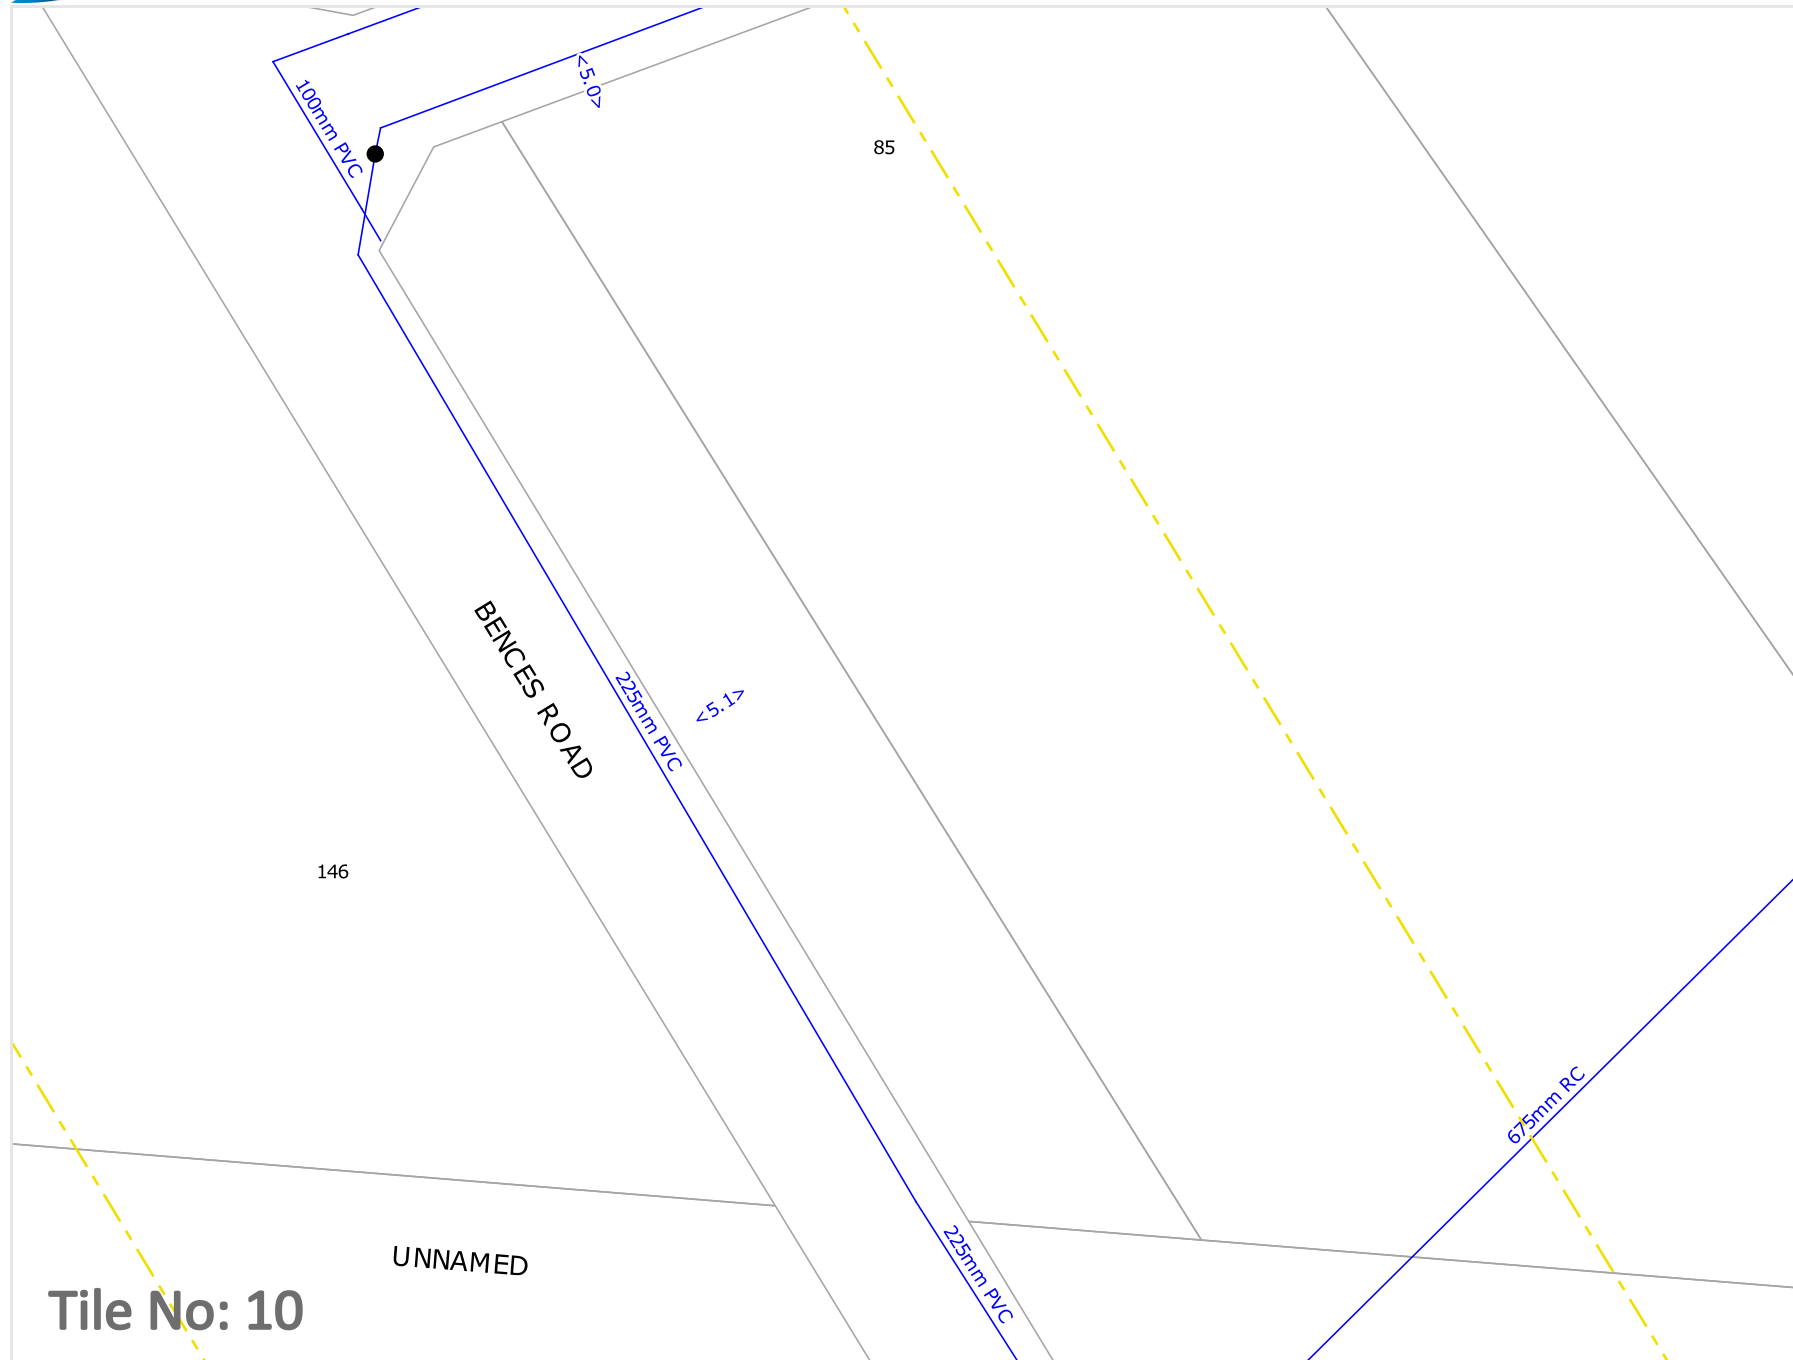 100mm PVC
<5.0>
85
BENCES ROAD
225mm PVC
<5.1>
146
675mm RC
225mm PVC
UNNAMED
Tile No: 10